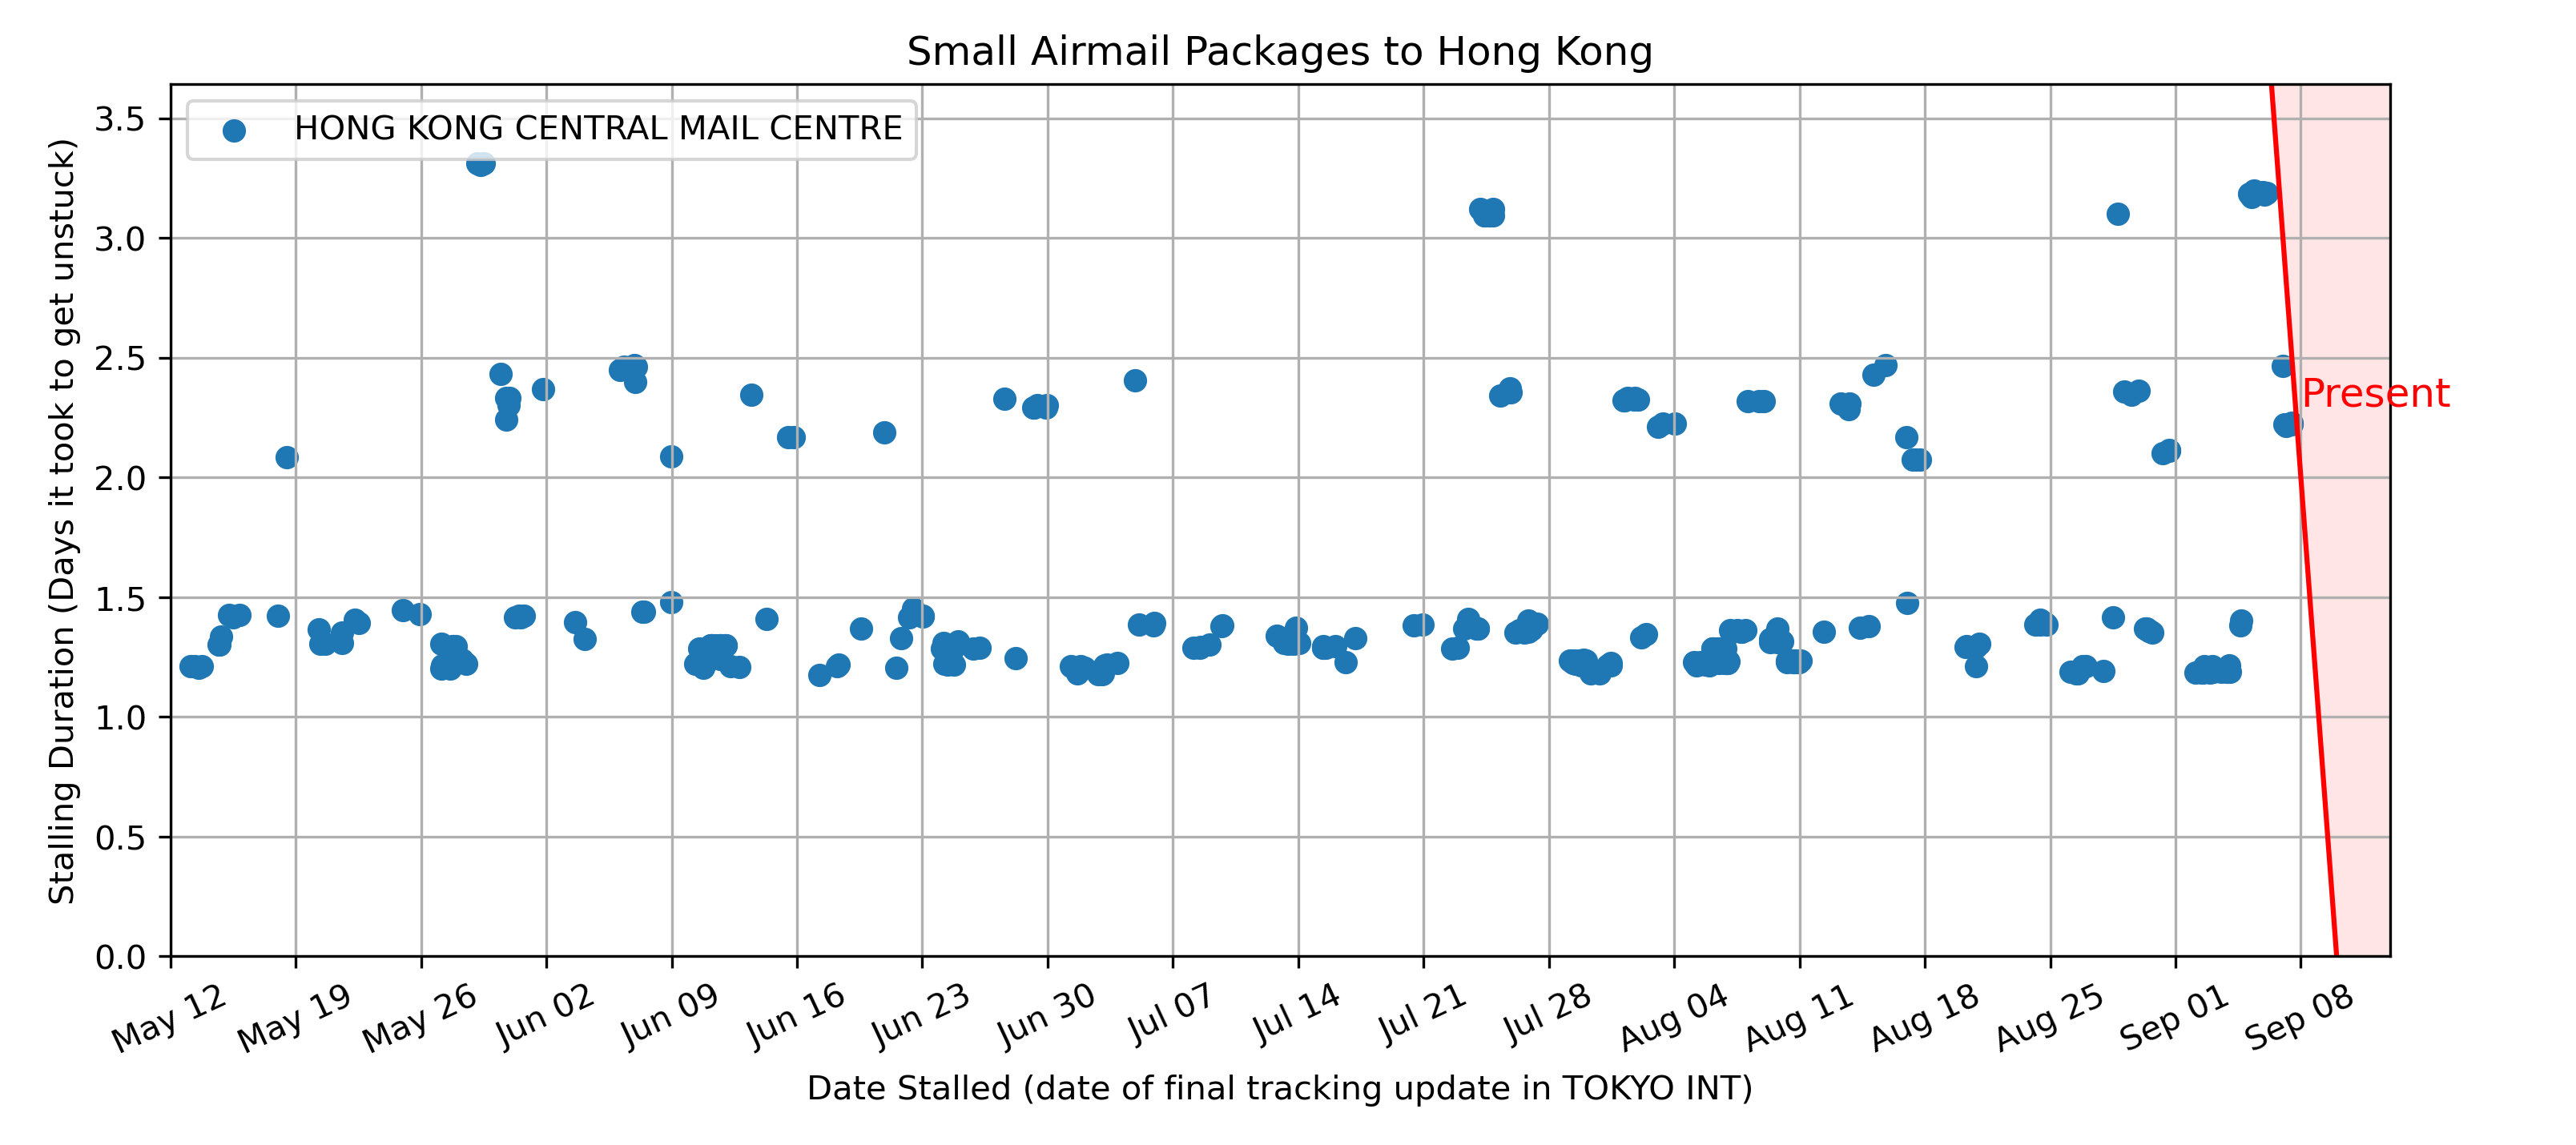 Small Airmail Packages to Hong Kong
HONG KONG CENTRAL MAIL CENTRE
Stalling Duration (Days it took to get unstuck)
3.5
3.0
2.5
2.0
1.5
1.0
0.5
0.0
Present
May 12
May 19
May 26
Jun 02
Jun 09
Jun 16
Jun 23
Jun 30
Jul 07
Jul 14
Jul 21
Jul 28
Aug 04
Aug 11
Aug 18
Aug 25
Sep 01
Sep 08
Date Stalled (date of final tracking update in TOKYO INT)